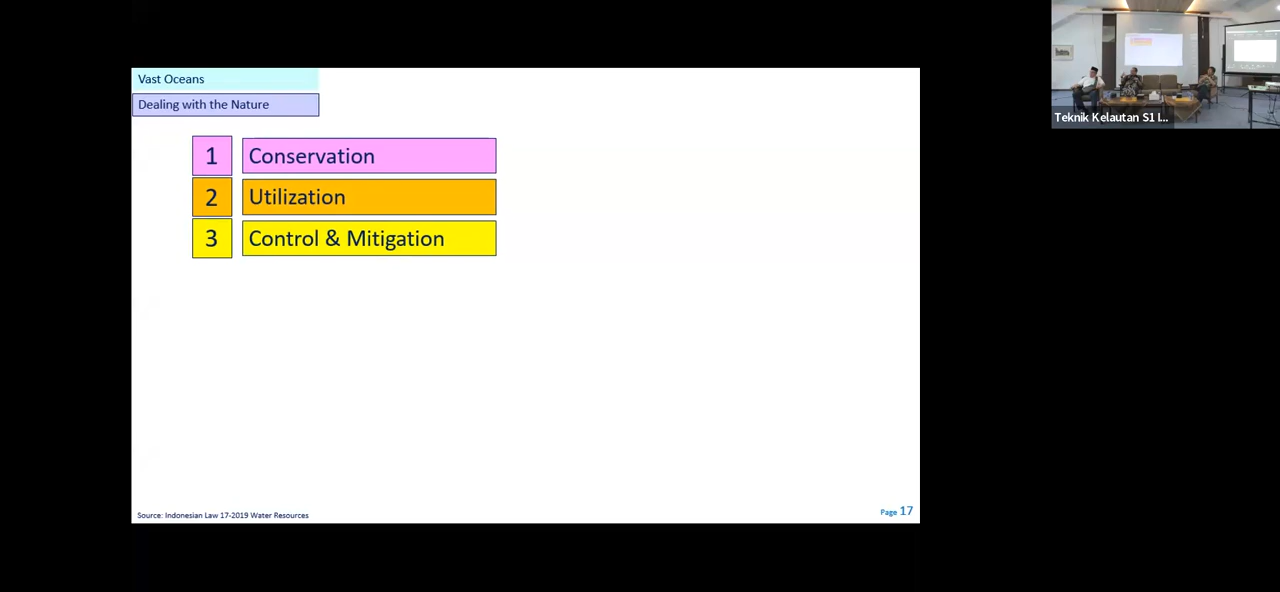 Vast Oceans
Dealing with the Nature
1 Conservation
2 Utilization
3 Control & Mitigation
Source: Indonesian Law 17-2019 Water Resources
Page 17
Teknik Kelautan S1 I...